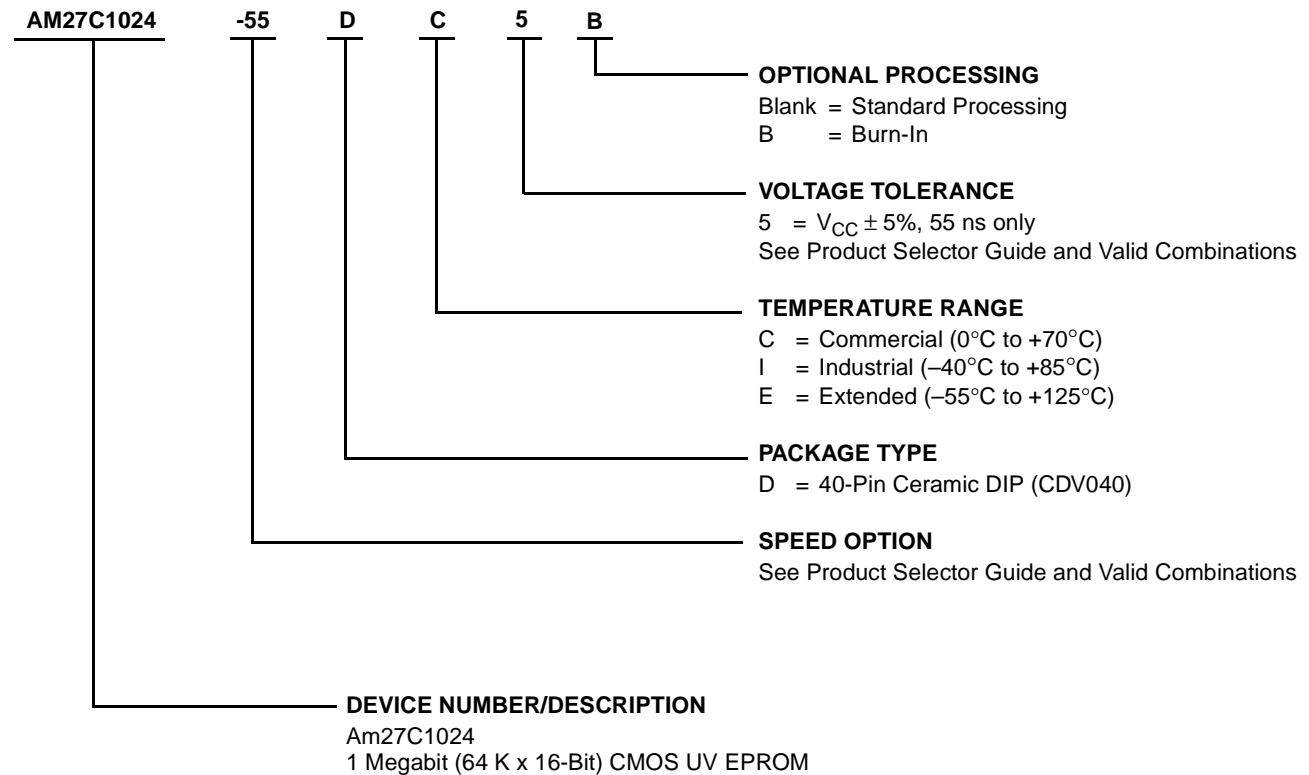 AM27C1024 -55 D C 5 B
OPTIONAL PROCESSING
Blank = Standard Processing
B = Burn-In
VOLTAGE TOLERANCE
5 = VCC ± 5%, 55 ns only
See Product Selector Guide and Valid Combinations
TEMPERATURE RANGE
C = Commercial (0°C to +70°C)
I = Industrial (–40°C to +85°C)
E = Extended (–55°C to +125°C)
PACKAGE TYPE
D = 40-Pin Ceramic DIP (CDV040)
SPEED OPTION
See Product Selector Guide and Valid Combinations
DEVICE NUMBER/DESCRIPTION
Am27C1024
1 Megabit (64 K x 16-Bit) CMOS UV EPROM